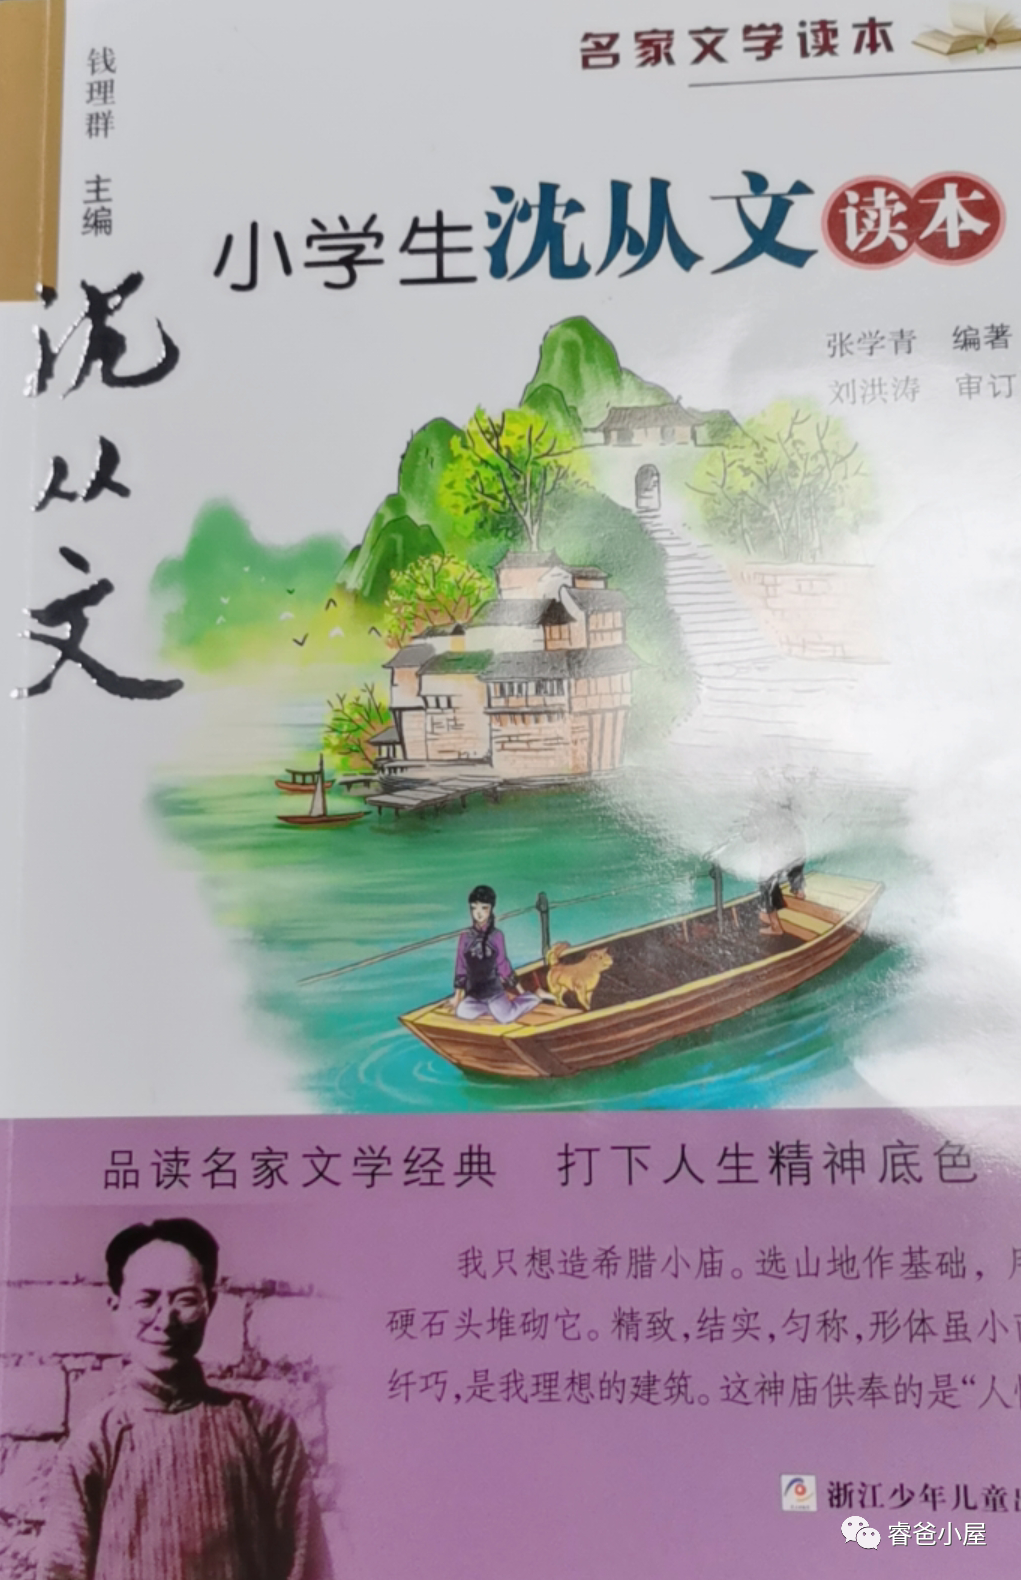 名家文学读本
钱理群 主编
小学生沈从文读本
张学青 编著
刘洪涛 审订
沈从文
品读名家文学经典 打下人生精神底色
我只想造希腊小庙。选山地作基础，
硬石头堆砌它。精致，结实，匀称，形体虽小
纤巧，是我理想的建筑。这神庙供奉的是“人
浙江少年儿童
睿爸小屋